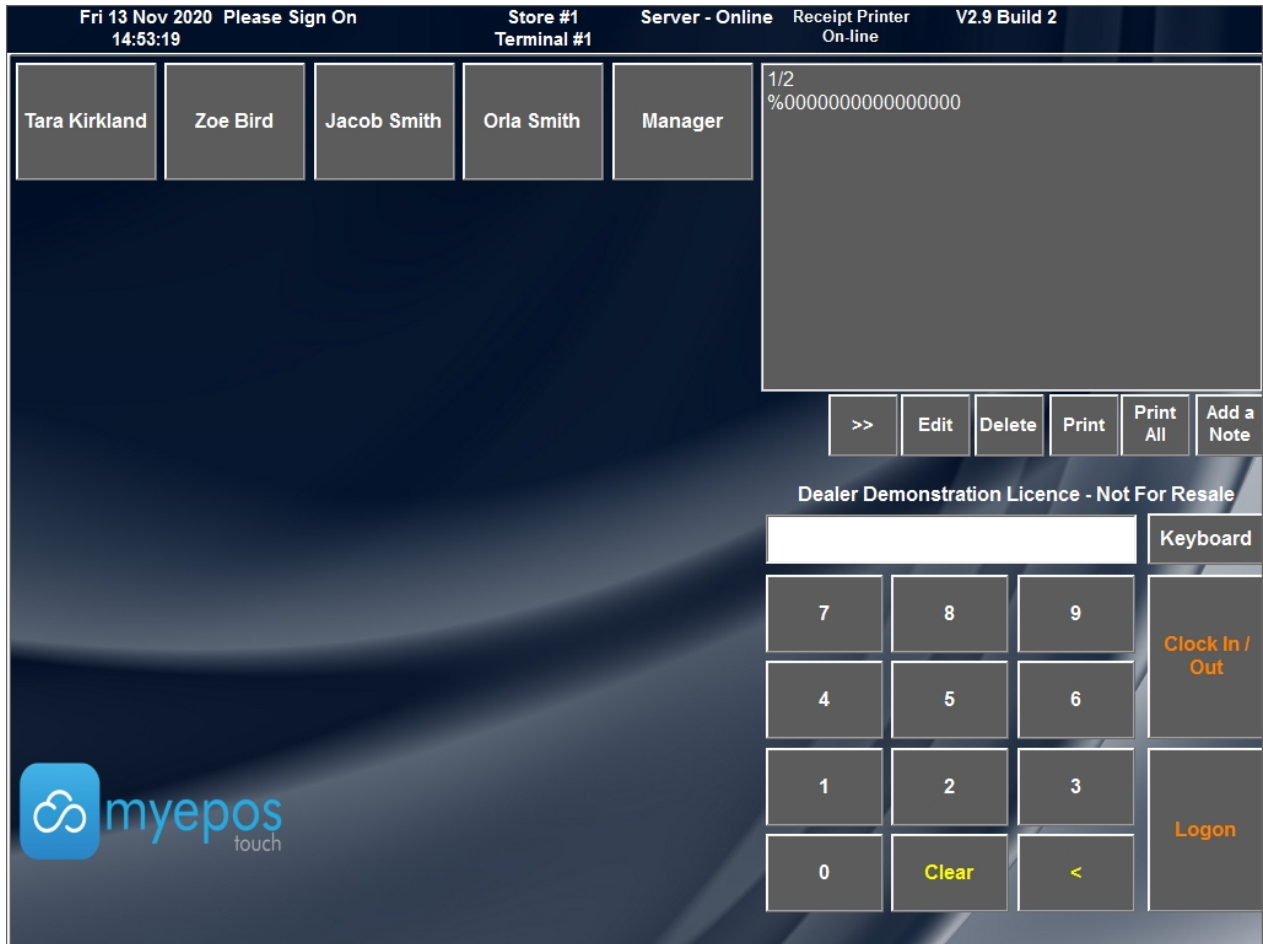 Fri 13 Nov 2020 Please Sign On
14:53:19
Store #1
Terminal #1
Server - Online
Receipt Printer
On-line
V2.9 Build 2
Tara Kirkland
Zoe Bird
Jacob Smith
Orla Smith
Manager
1/2
%0000000000000000
>>
Edit
Delete
Print
Print
All
Add a
Note
Dealer Demonstration Licence - Not For Resale
Keyboard
7
8
9
Clock In /
Out
4
5
6
1
2
3
Logon
0
Clear
<
myepos
touch